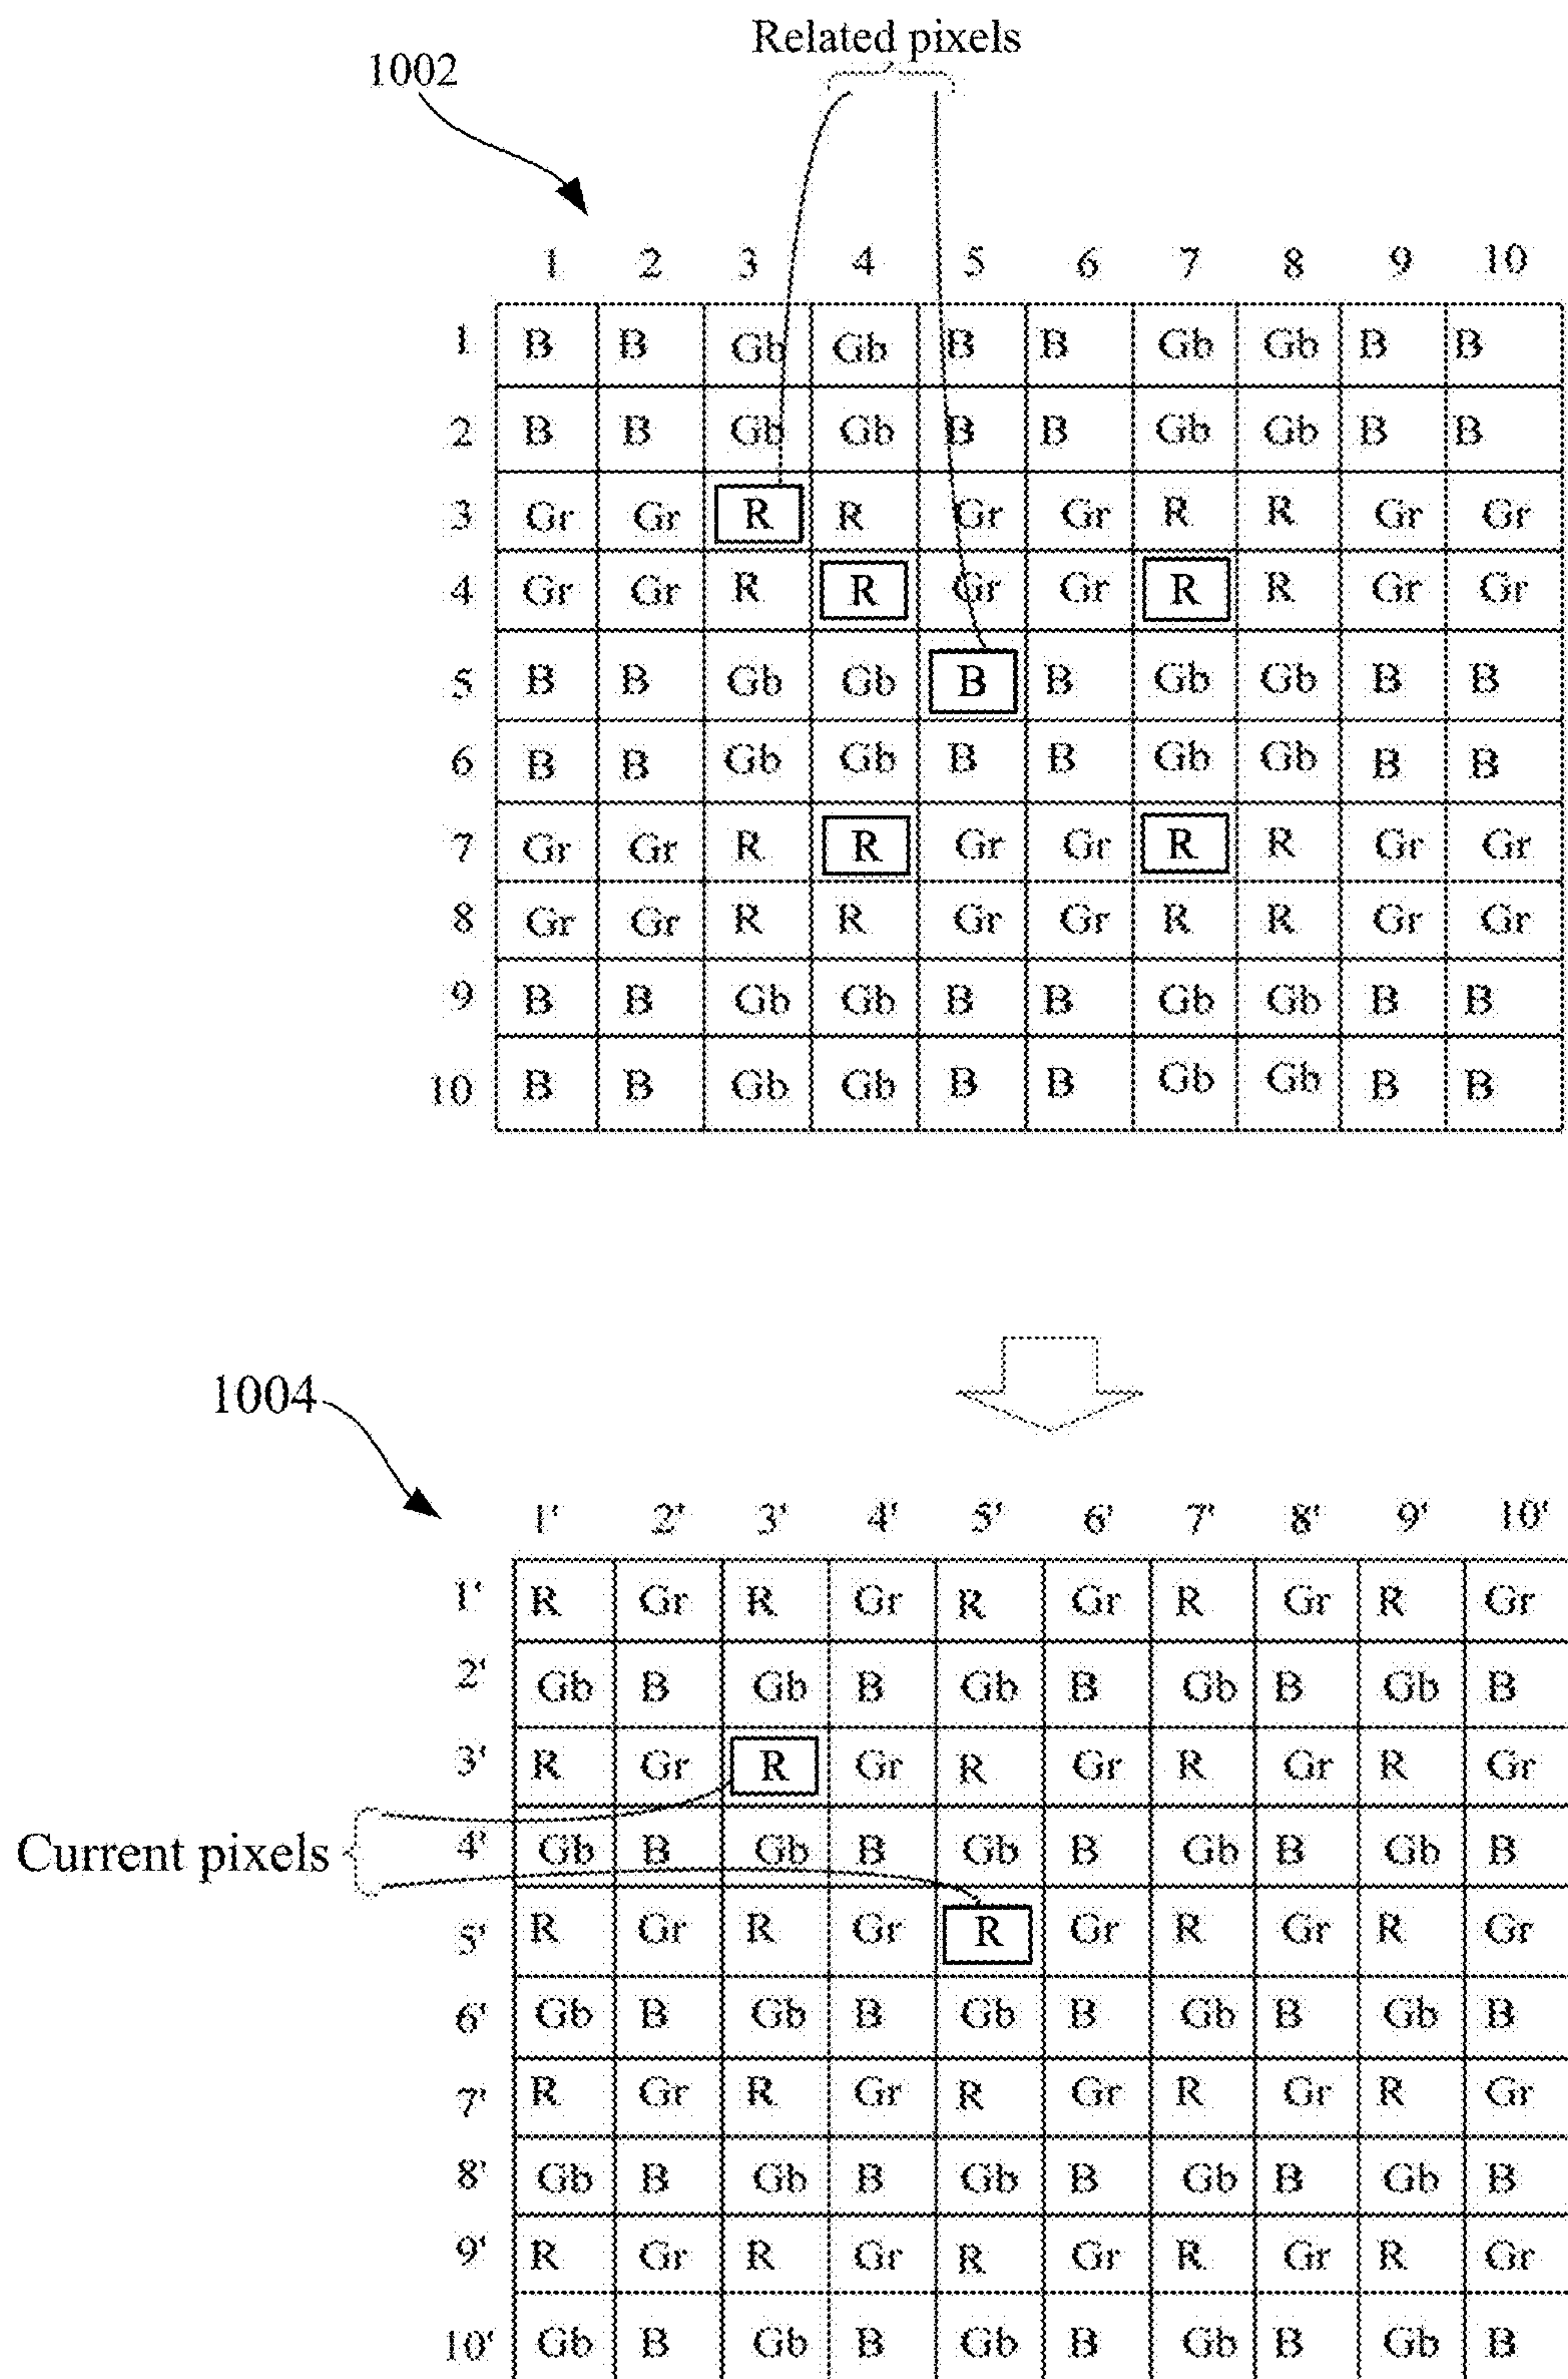 Related pixels
1002
1 2 3 4 5 6 7 8 9 10
1 B B Gb Gb B B Gb Gb B B
2 B B Gb Gb B B Gb Gb B B
3 Gr Gr R R Gr Gr R R Gr Gr
4 Gr Gr R R Gr Gr R R Gr Gr
5 B B Gb Gb B B Gb Gb B B
6 B B Gb Gb B B Gb Gb B B
7 Gr Gr R R Gr Gr R R Gr Gr
8 Gr Gr R R Gr Gr R R Gr Gr
9 B B Gb Gb B B Gb Gb B B
10 B B Gb Gb B B Gb Gb B B
1004
1' 2' 3' 4' 5' 6' 7' 8' 9' 10'
1' R Gr R Gr R Gr R Gr R Gr
2' Gb B Gb B Gb B Gb B Gb B
3' R Gr R Gr R Gr R Gr R Gr
Current pixels
4' Gb B Gb B Gb B Gb B Gb B
5' R Gr R Gr R Gr R Gr R Gr
6' Gb B Gb B Gb B Gb B Gb B
7' R Gr R Gr R Gr R Gr R Gr
8' Gb B Gb B Gb B Gb B Gb B
9' R Gr R Gr R Gr R Gr R Gr
10' Gb B Gb B Gb B Gb B Gb B